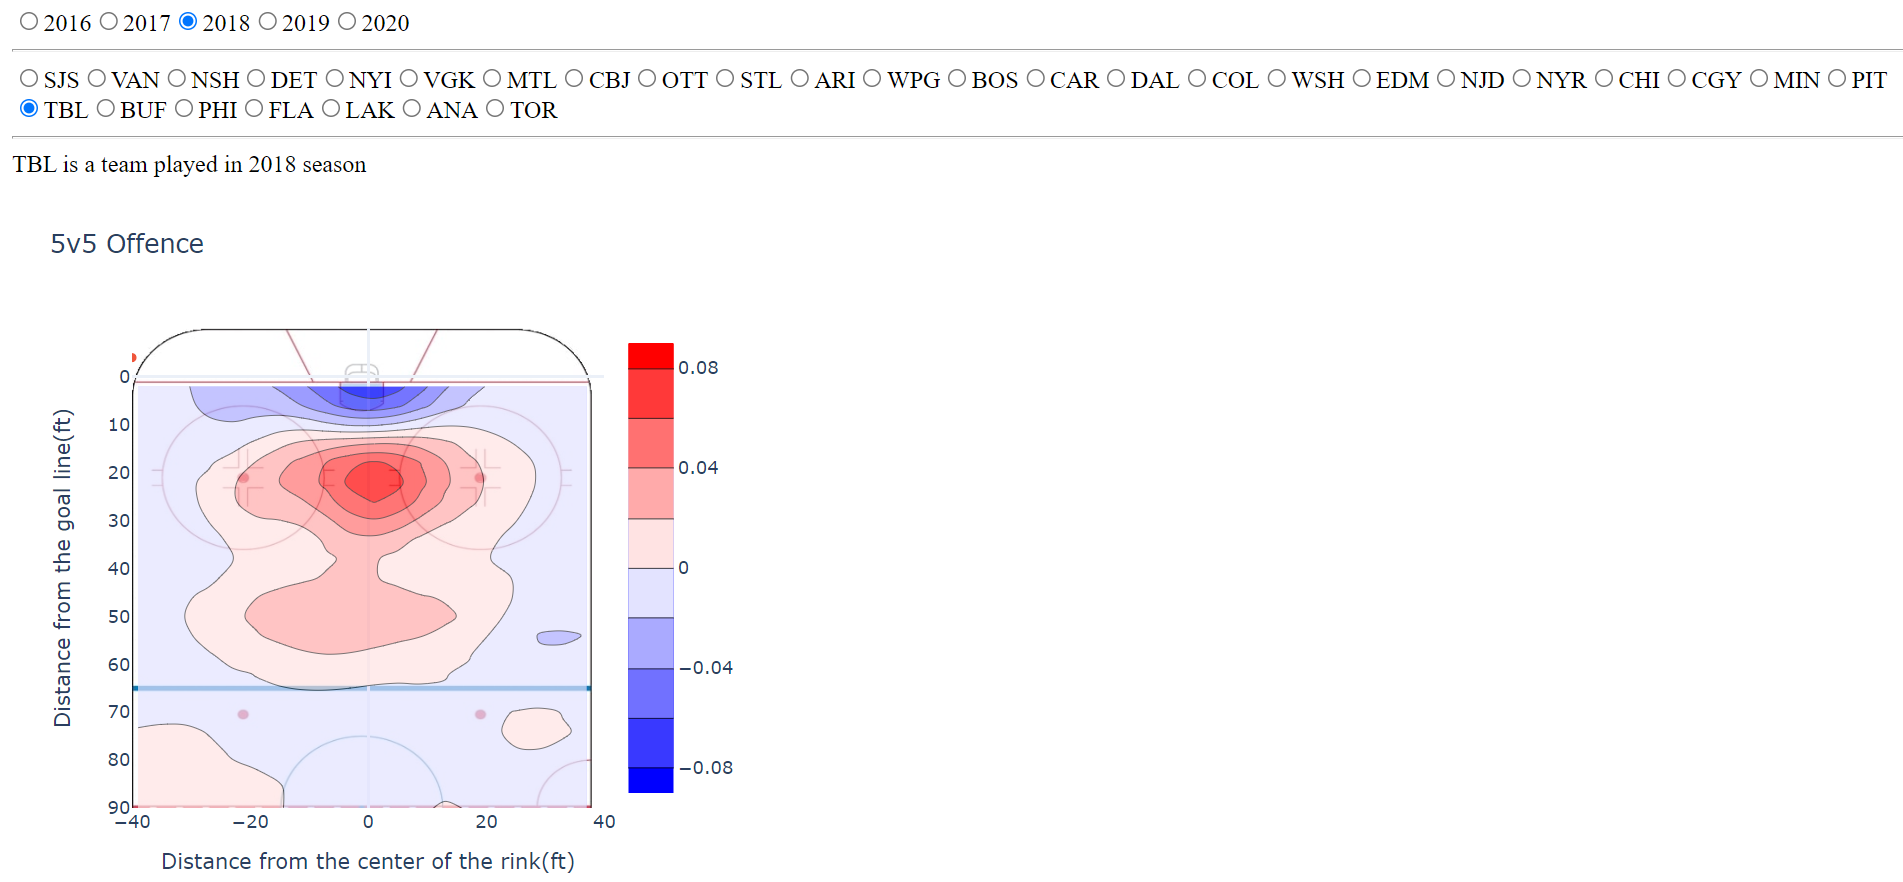 2016 2017 2018 2019 2020
SJS VAN NSH DET NYI VGK MTL CBJ OTT STL ARI WPG BOS CAR DAL COL WSH EDM NJD NYR CHI CGY MIN PIT
TBL BUF PHI FLA LAK ANA TOR
TBL is a team played in 2018 season
5v5 Offence
Distance from the goal line(ft)
0
10
20
30
40
50
60
70
80
90
−40 −20 0 20 40
Distance from the center of the rink(ft)
0.08
0.04
0
−0.04
−0.08